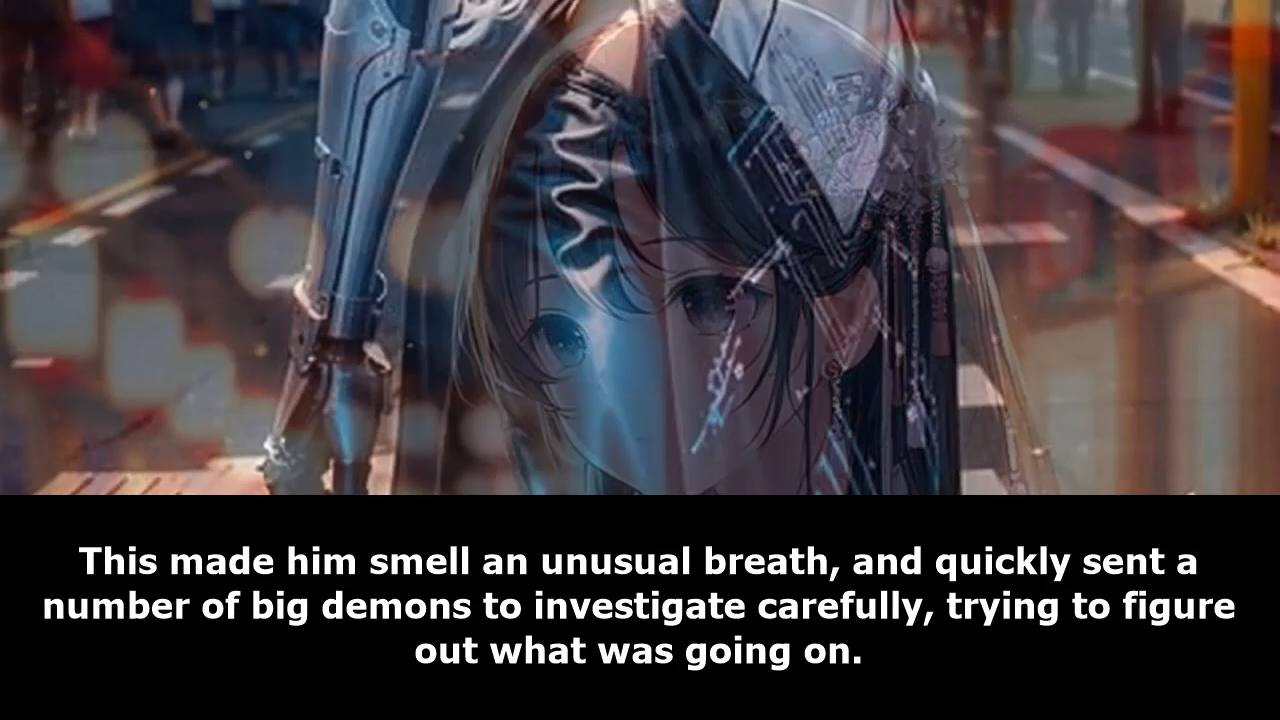 This made him smell an unusual breath, and quickly sent a
number of big demons to investigate carefully, trying to figure
out what was going on.